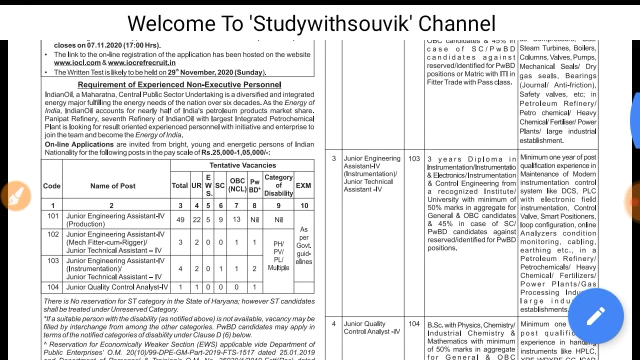 Welcome To 'Studywithsouvik' Channel
closes on 07.11.2020 (17:00 Hrs).
• The link to the on-line registration of the application has been hosted on the website
www.iocl.com & www.iocrefrecruit.in
• The Written Test is likely to be held on 29th November, 2020 (Sunday).
Requirement of Experienced Non-Executive Personnel
IndianOil, a Maharatna, Central Public Sector Undertaking is a diversified and integrated
energy major fulfilling the energy needs of the nation over six decades. As the Energy of
India, IndianOil accounts for nearly half of India's petroleum products market share.
Panipat Refinery, seventh Refinery of IndianOil with largest Integrated Petrochemical
Plant is looking for result oriented experienced personnel with initiative and enterprise to
join the team and become the Energy of India.
On-line Applications are invited from bright, young and energetic persons of Indian
Nationality for following posts in the pay scale of Rs.25,000-1,05,000/-:
Tentative Vacancies
Code Name of Post Total UR E W S SC OBC (NCL) Pw BD* Category of Disability EXM
1 2 3 4 5 6 7 8 9 10
101 Junior Engineering Assistant-IV (Production) 49 22 5 9 13 Nil Nil
102 Junior Engineering Assistant-IV (Mech Fitter-cum-Rigger)/ Junior Technical Assistant – IV 3 2 0 0 1 1
103 Junior Engineering Assistant-IV (Instrumentation)/ Junior Technical Assistant – IV 4 2 0 1 1 2
104 Junior Quality Control Analyst-IV 1 1 0 0 0 1
PH/ PV/ PL/ Multiple
As per Govt. guid- elines
There is No reservation for ST category in the State of Haryana; however ST candidates
shall be treated under Unreserved Category.
*If a suitable person with the disability (as notified above) is not available, vacancy may be
filled by interchange from among the other categories. PwBD candidates may apply in
terms of the notified categories of disability under Clause D (6) below.
^ Reservation for Economically Weaker Section (EWS) applicable vide Department of
Public Enterprises' O.M. 20(10)/99-DPE-GM-Part-2019-FTS-1517 dated 25.01.2019
OBC candidates & 45% in
case of SC/PwBD
candidates against
reserved/identified for PwBD
positions or Matric with ITI in
Fitter Trade with Pass class.
Steam Turbines, Boilers,
Columns, Valves, Pumps,
Mechanical Seals/ Dry
gas seals, Bearings
(Journal/ Anti-friction),
Safety valves, etc; in
Petroleum Refinery/
Petro chemical/ Heavy
Chemical/ Fertiliser/ Power
Plants/ large industrial
establishment.
3 Junior Engineering
Assistant-IV
(Instrumentation)/
Junior Technical
Assistant-IV
103
3 years Diploma in
Instrumentation/Instrumentatio
n & Electronics/Instrumentation
& Control Engineering from
a recognized Institute/
University with minimum of
50% marks in aggregate for
General & OBC candidates
& 45% in case of SC/
PwBD candidates against
reserved/identified for PwBD
positions.
Minimum one year of post
qualification experience in
Maintenance of Modern
instrumentation control
system like DCS, PLC
with electronic field
instrumentation, Control
Valve, Smart Positioners,
loop configuration, online
Analyzers condition
monitoring, cabling,
earthing etc., in a
Petroleum Refinery/
Petrochemicals/ Heavy
Chemical/ Fertilizers/
Power Plants/Gas
Processing
establishment.
4 Junior Quality
Control Analyst -IV
104
B.Sc. with Physics, Chemistry/
Industrial Chemistry &
Mathematics with minimum
of 50% marks in aggregate
for General & OBC